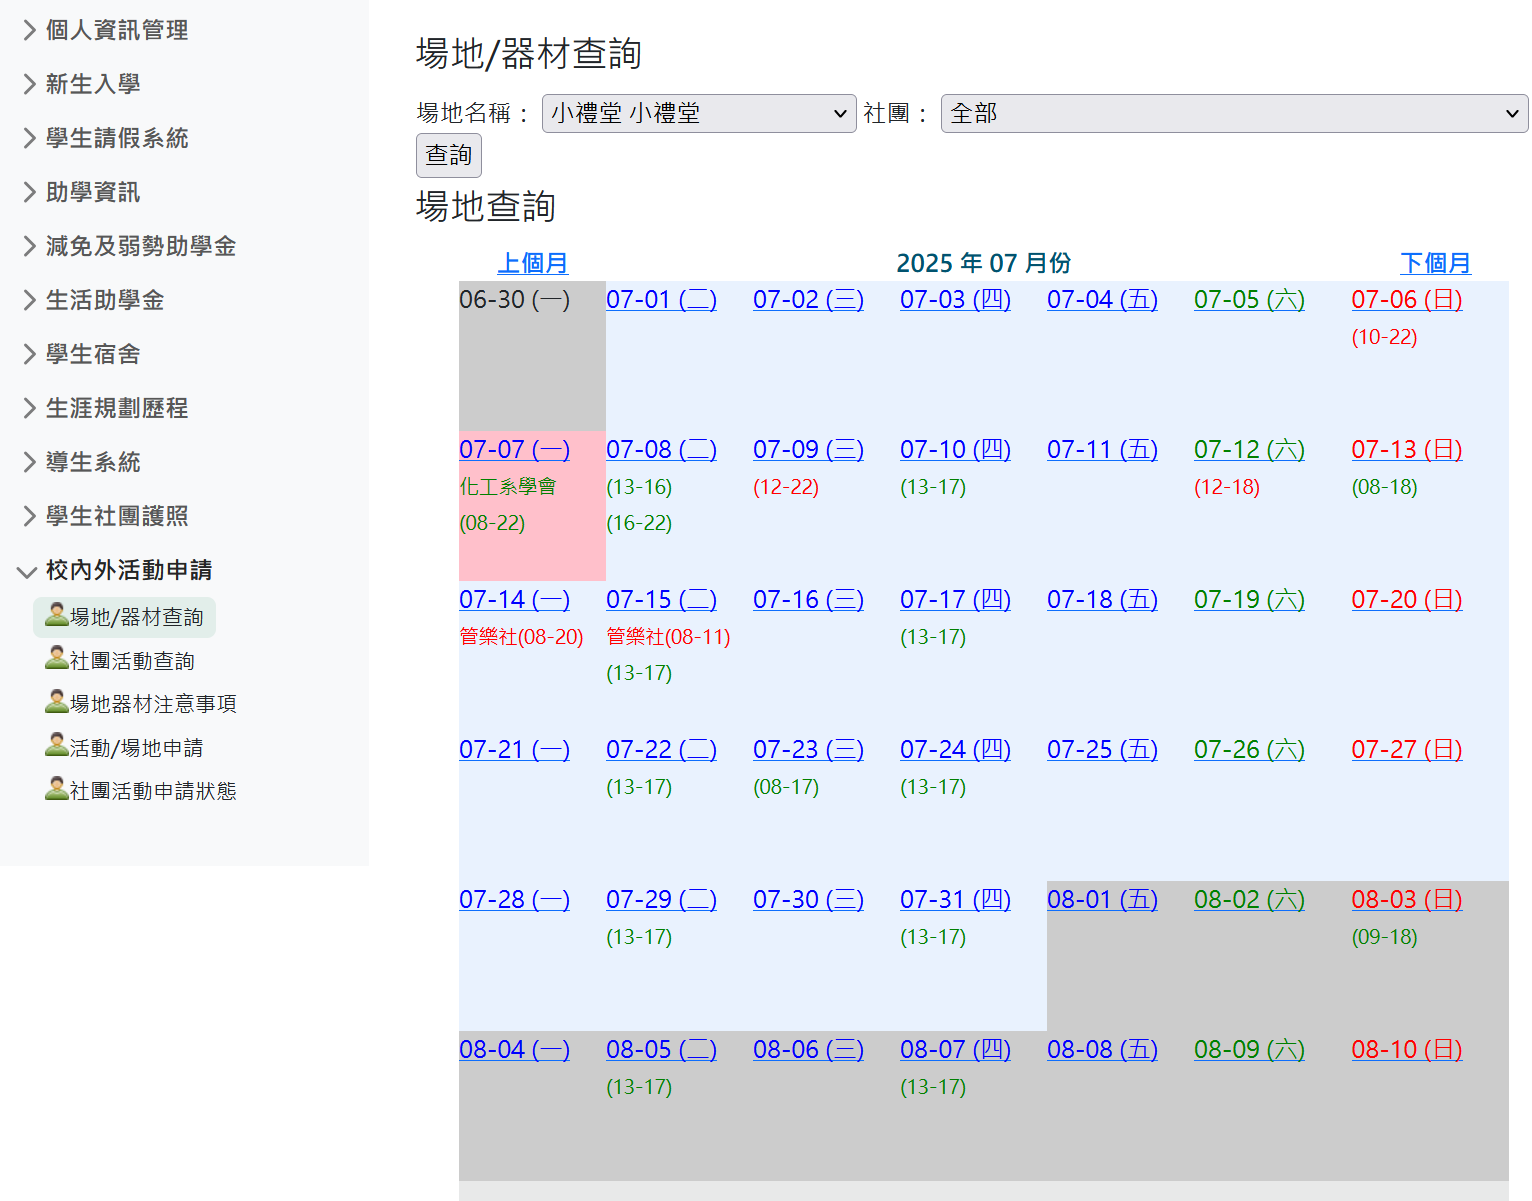 個人資訊管理
新生入學
學生請假系統
助學資訊
減免及弱勢助學金
生活助學金
學生宿舍
生涯規劃歷程
導生系統
學生社團護照
校內外活動申請
場地/器材查詢
社團活動查詢
場地器材注意事項
活動/場地申請
社團活動申請狀態
場地/器材查詢
場地名稱： 小禮堂 小禮堂 社團： 全部
查詢
場地查詢
上個月 2025 年 07 月份 下個月
06-30 (一) 07-01 (二) 07-02 (三) 07-03 (四) 07-04 (五) 07-05 (六) 07-06 (日)
(10-22)
07-07 (一) 07-08 (二) 07-09 (三) 07-10 (四) 07-11 (五) 07-12 (六) 07-13 (日)
化工系學會 (13-16) (12-22) (13-17) (12-18) (08-18)
(08-22) (16-22)
07-14 (一) 07-15 (二) 07-16 (三) 07-17 (四) 07-18 (五) 07-19 (六) 07-20 (日)
管樂社(08-20) 管樂社(08-11) (13-17)
(13-17)
07-21 (一) 07-22 (二) 07-23 (三) 07-24 (四) 07-25 (五) 07-26 (六) 07-27 (日)
(13-17) (08-17) (13-17)
07-28 (一) 07-29 (二) 07-30 (三) 07-31 (四) 08-01 (五) 08-02 (六) 08-03 (日)
(13-17) (13-17) (09-18)
08-04 (一) 08-05 (二) 08-06 (三) 08-07 (四) 08-08 (五) 08-09 (六) 08-10 (日)
(13-17) (13-17)